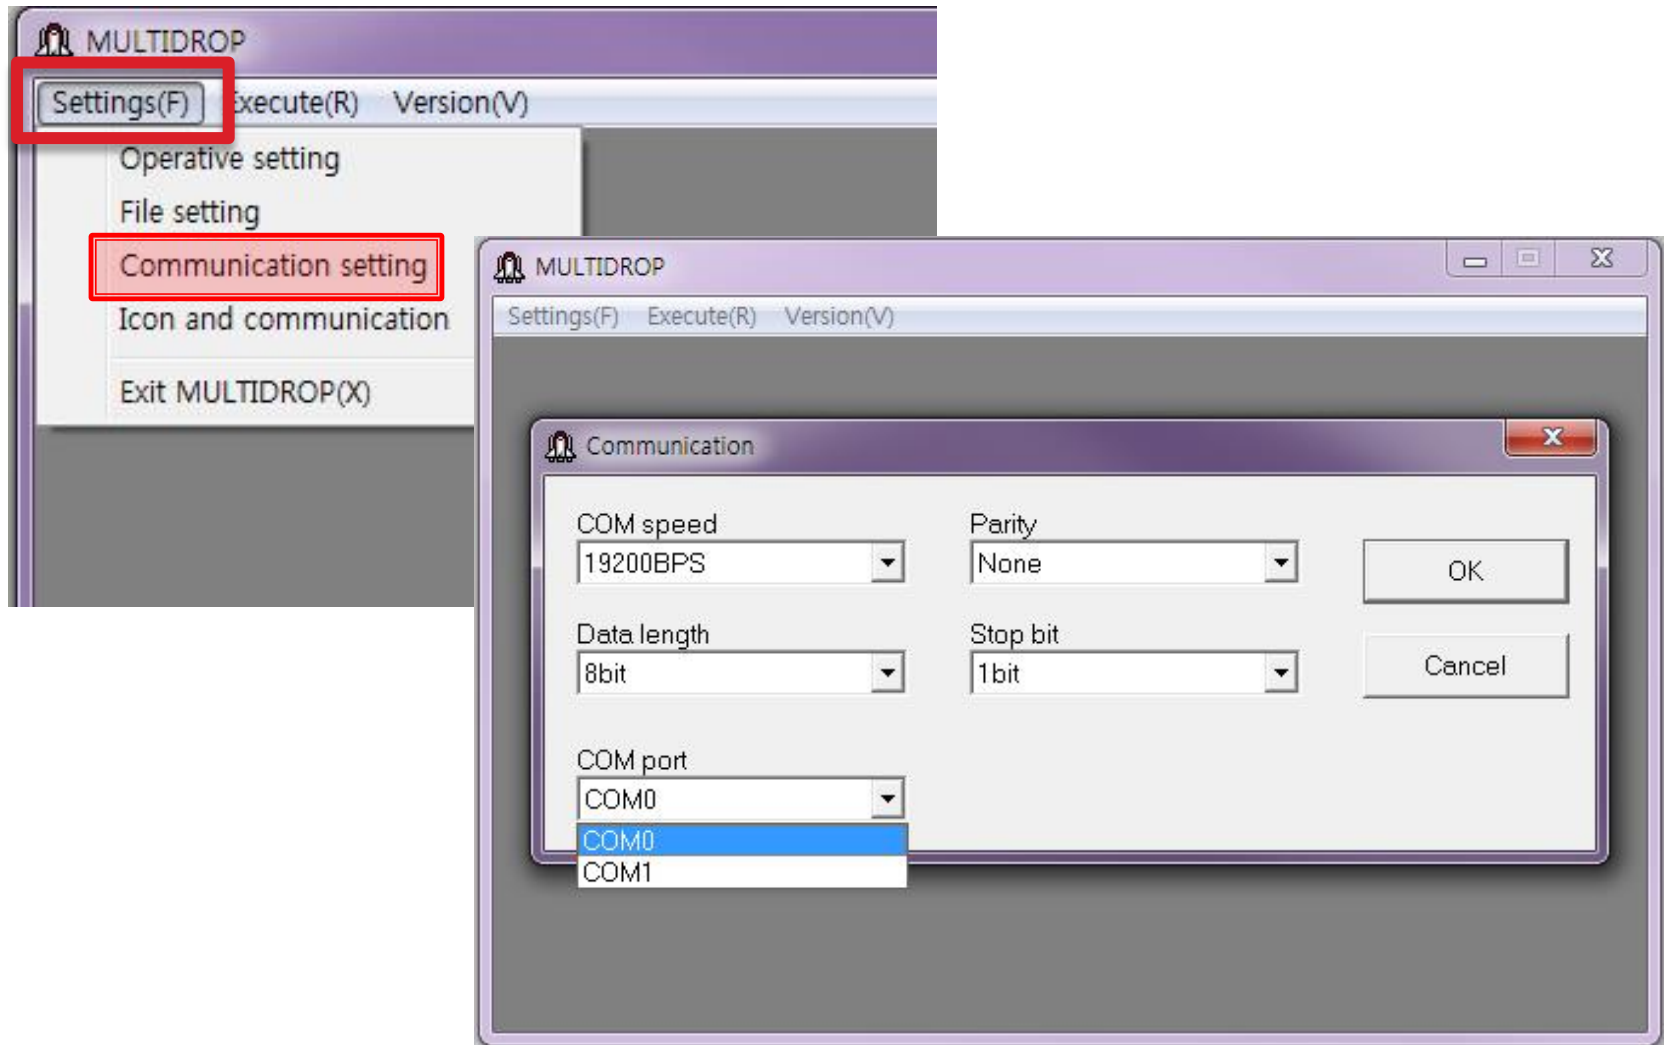 MULTIDROP
Settings(F) Execute(R) Version(V)
Operative setting
File setting
Communication setting
Icon and communication
Exit MULTIDROP(X)
MULTIDROP
Settings(F) Execute(R) Version(V)
Communication
COM speed Parity
19200BPS None OK
Data length Stop bit
8bit 1bit Cancel
COM port
COM0
COM0
COM1